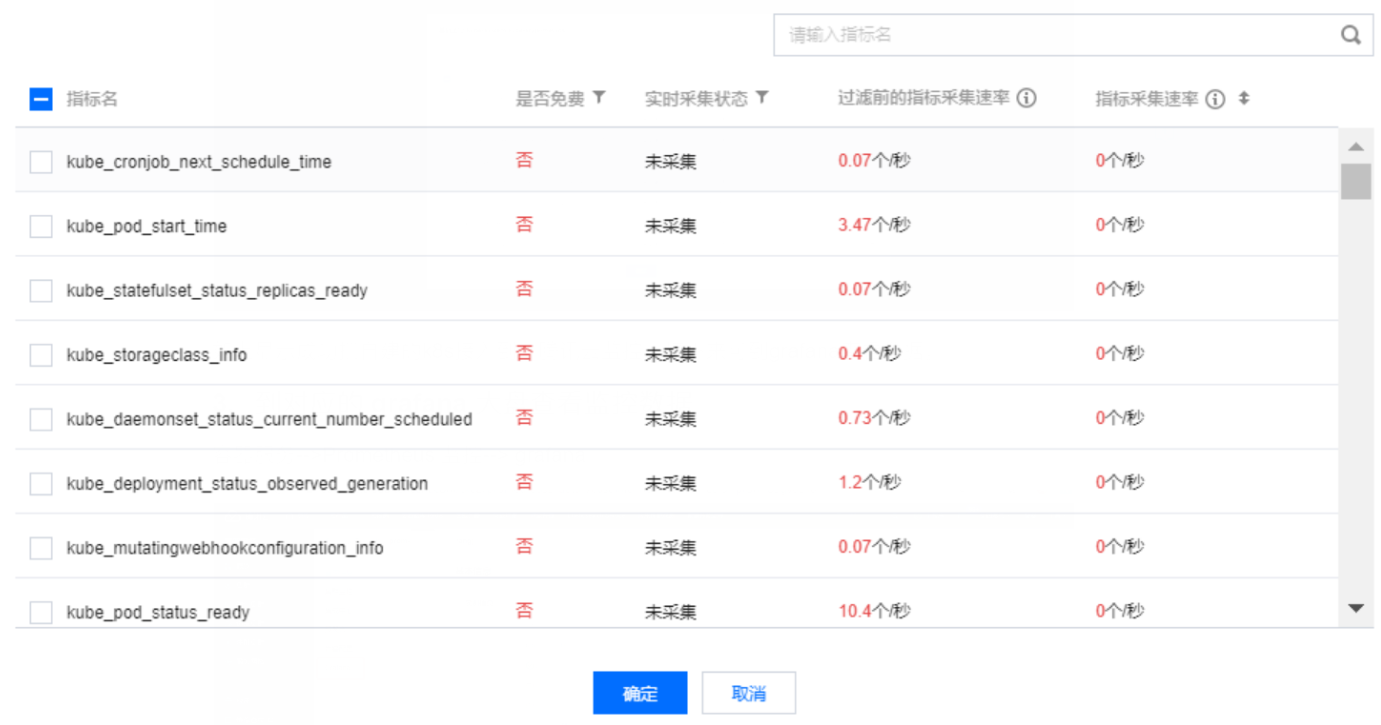 请输入指标名
指标名 是否免费 实时采集状态 过滤前的指标采集速率 指标采集速率
kube_cronjob_next_schedule_time 否 未采集 0.07个/秒 0个/秒
kube_pod_start_time 否 未采集 3.47个/秒 0个/秒
kube_statefulset_status_replicas_ready 否 未采集 0.07个/秒 0个/秒
kube_storageclass_info 否 未采集 0.4个/秒 0个/秒
kube_daemonset_status_current_number_scheduled 否 未采集 0.73个/秒 0个/秒
kube_deployment_status_observed_generation 否 未采集 1.2个/秒 0个/秒
kube_mutatingwebhookconfiguration_info 否 未采集 0.07个/秒 0个/秒
kube_pod_status_ready 否 未采集 10.4个/秒 0个/秒
确定 取消